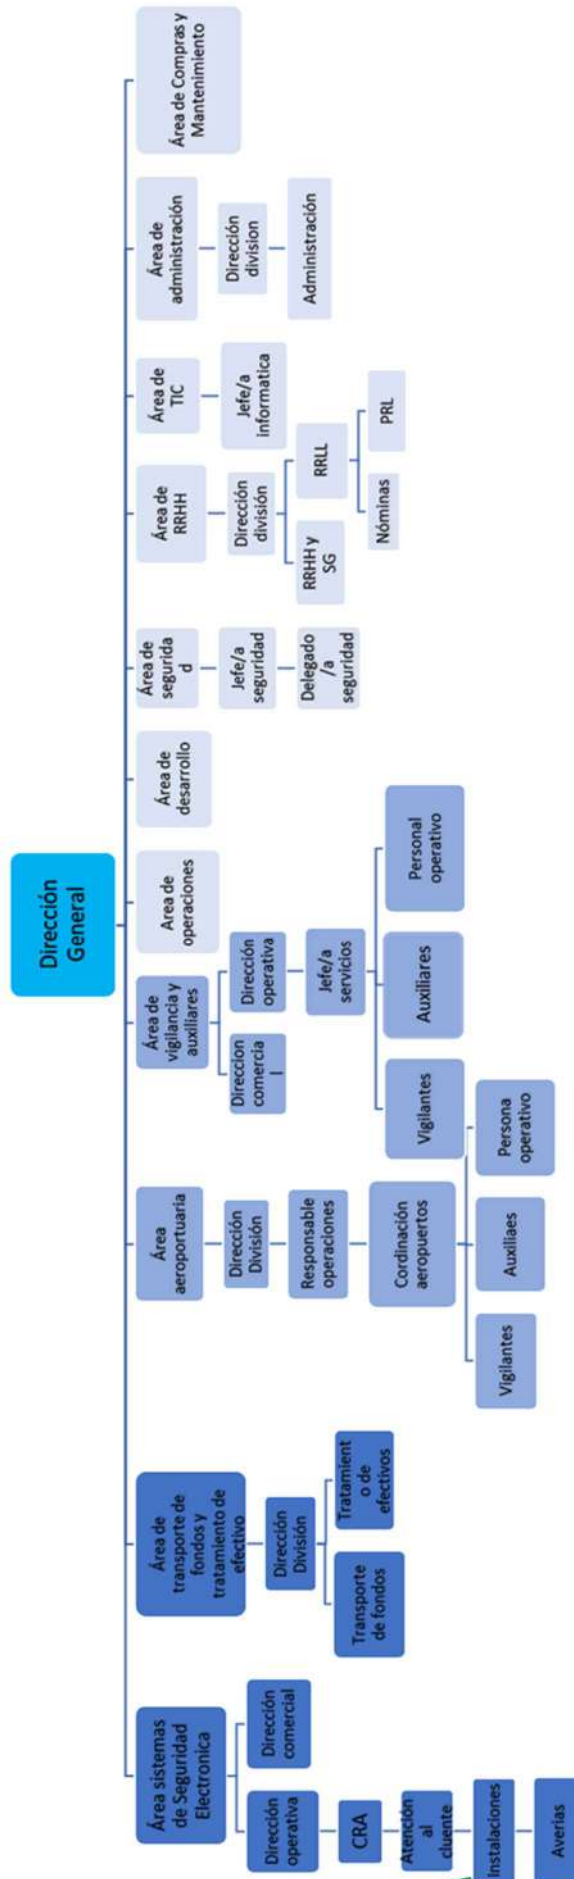 Dirección
General
Área sistemas
de Seguridad
Electronica
Dirección
operativa
CRA
Atención
al
cluente
Instalaciones
Averias
Dirección
comercial
Área de
transporte de
fondos y
tratamiento de
efectivo
Dirección
División
Transporte
de fondos
Tratamient
o de
efectivos
Área
aeroportuaria
Dirección
División
Responsable
operaciones
Cordinación
aeropuertos
Vigilantes
Auxiliaes
Persona
operativo
Área de
vigilancia y
auxiliares
Direccion
comercia
l
Dirección
operativa
Jefe/a
servicios
Vigilantes
Auxiliares
Personal
operativo
Area de
operaciones
Área de
desarrollo
Área de
segurida
d
Jefe/a
seguridad
Delegado
/a
seguridad
Área de
RRHH
Dirección
división
RRHH y
SG
RRLL
Nóminas
PRL
Área de
TIC
Jefe/a
informatica
Área de
administración
Dirección
division
Administración
Área de Compras y
Mantenimiento